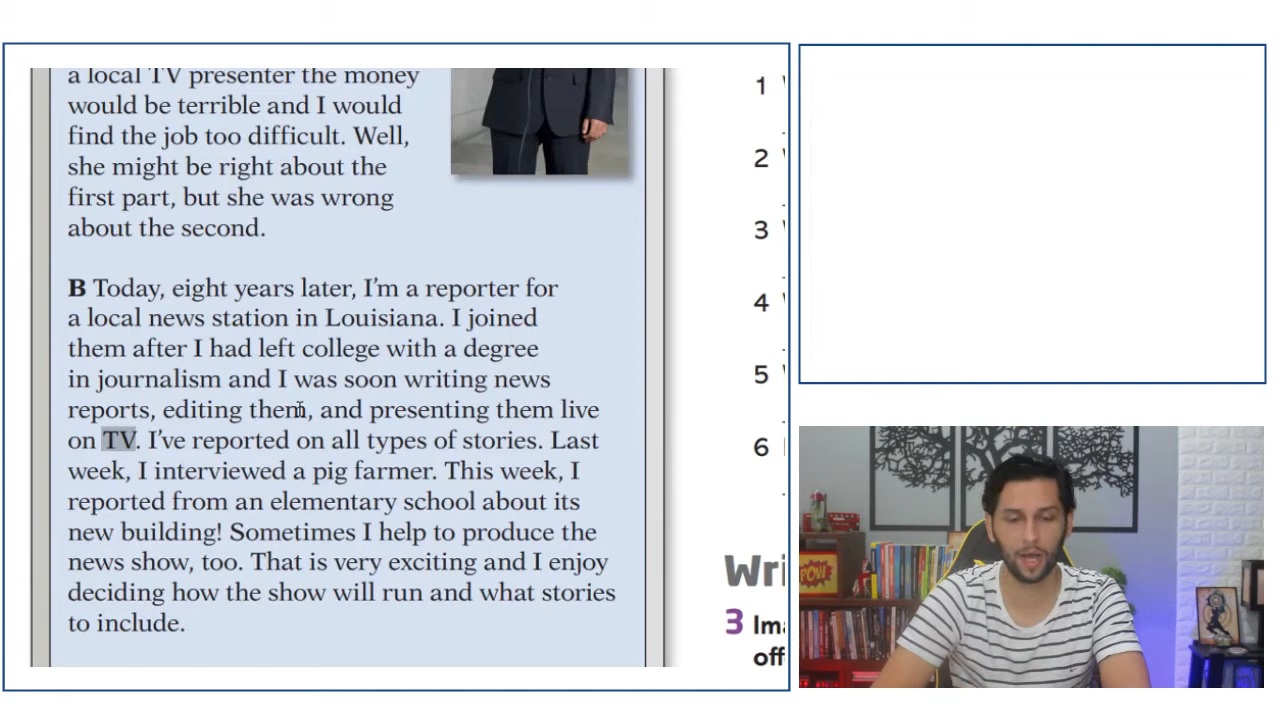 a local TV presenter the money
would be terrible and I would
find the job too difficult. Well,
she might be right about the
first part, but she was wrong
about the second.
B Today, eight years later, I'm a reporter for
a local news station in Louisiana. I joined
them after I had left college with a degree
in journalism and I was soon writing news
reports, editing them, and presenting them live
on TV. I've reported on all types of stories. Last
week, I interviewed a pig farmer. This week, I
reported from an elementary school about its
new building! Sometimes I help to produce the
news show, too. That is very exciting and I enjoy
deciding how the show will run and what stories
to include.
1
2
3
4
5
6
Wri
3 Ima
off
POW